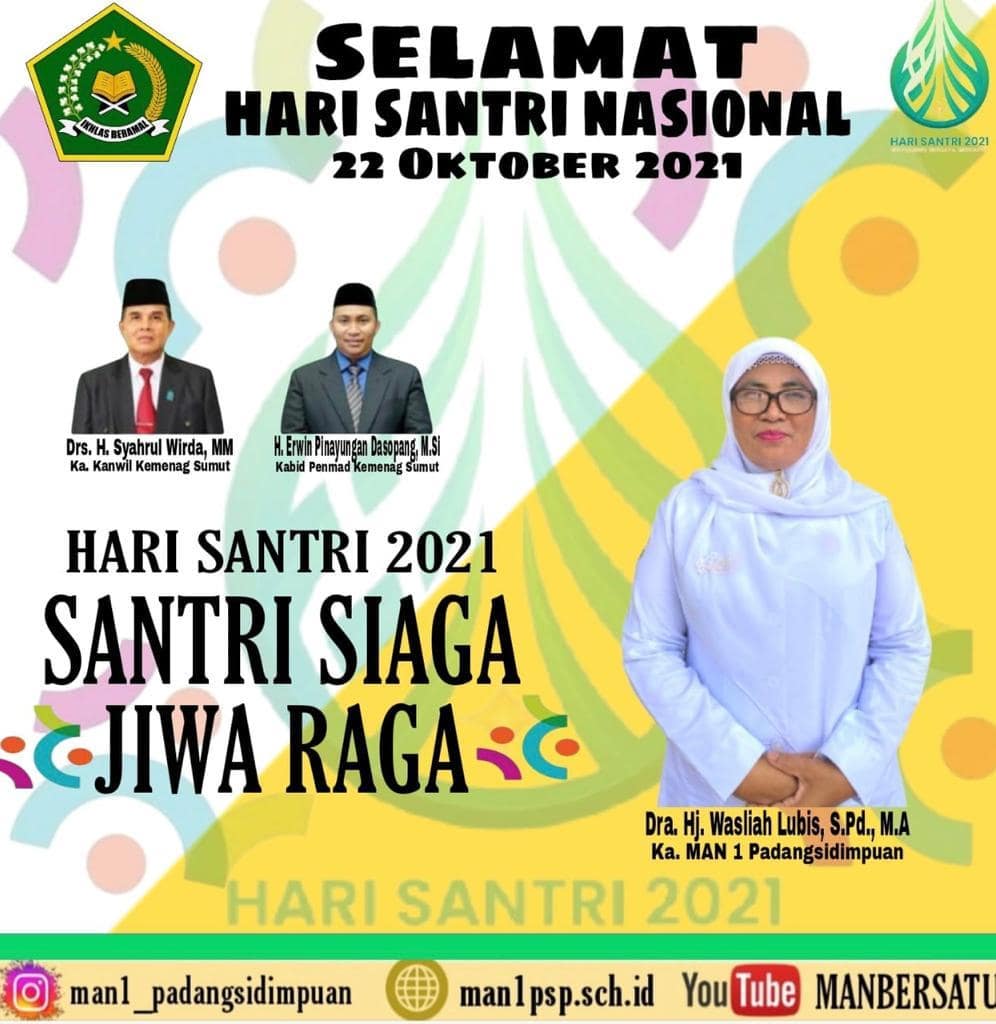 SELAMAT
HARI SANTRI NASIONAL
22 OKTOBER 2021
IKHLAS BERAMAL
HARI SANTRI 2021
Drs. H. Syahrul Wirda, MM
Ka. Kanwil Kemenag Sumut
H. Erwin Pinayungan Dasopang, M.Si
Kabid Penmad Kemenag Sumut
HARI SANTRI 2021
SANTRI SIAGA
JIWA RAGA
Dra. Hj. Wasliah Lubis, S.Pd., M.A
Ka. MAN 1 Padangsidimpuan
HARI SANTRI 2021
man1_padangsidimpuan
man1psp.sch.id
YouTube MANBERSATU